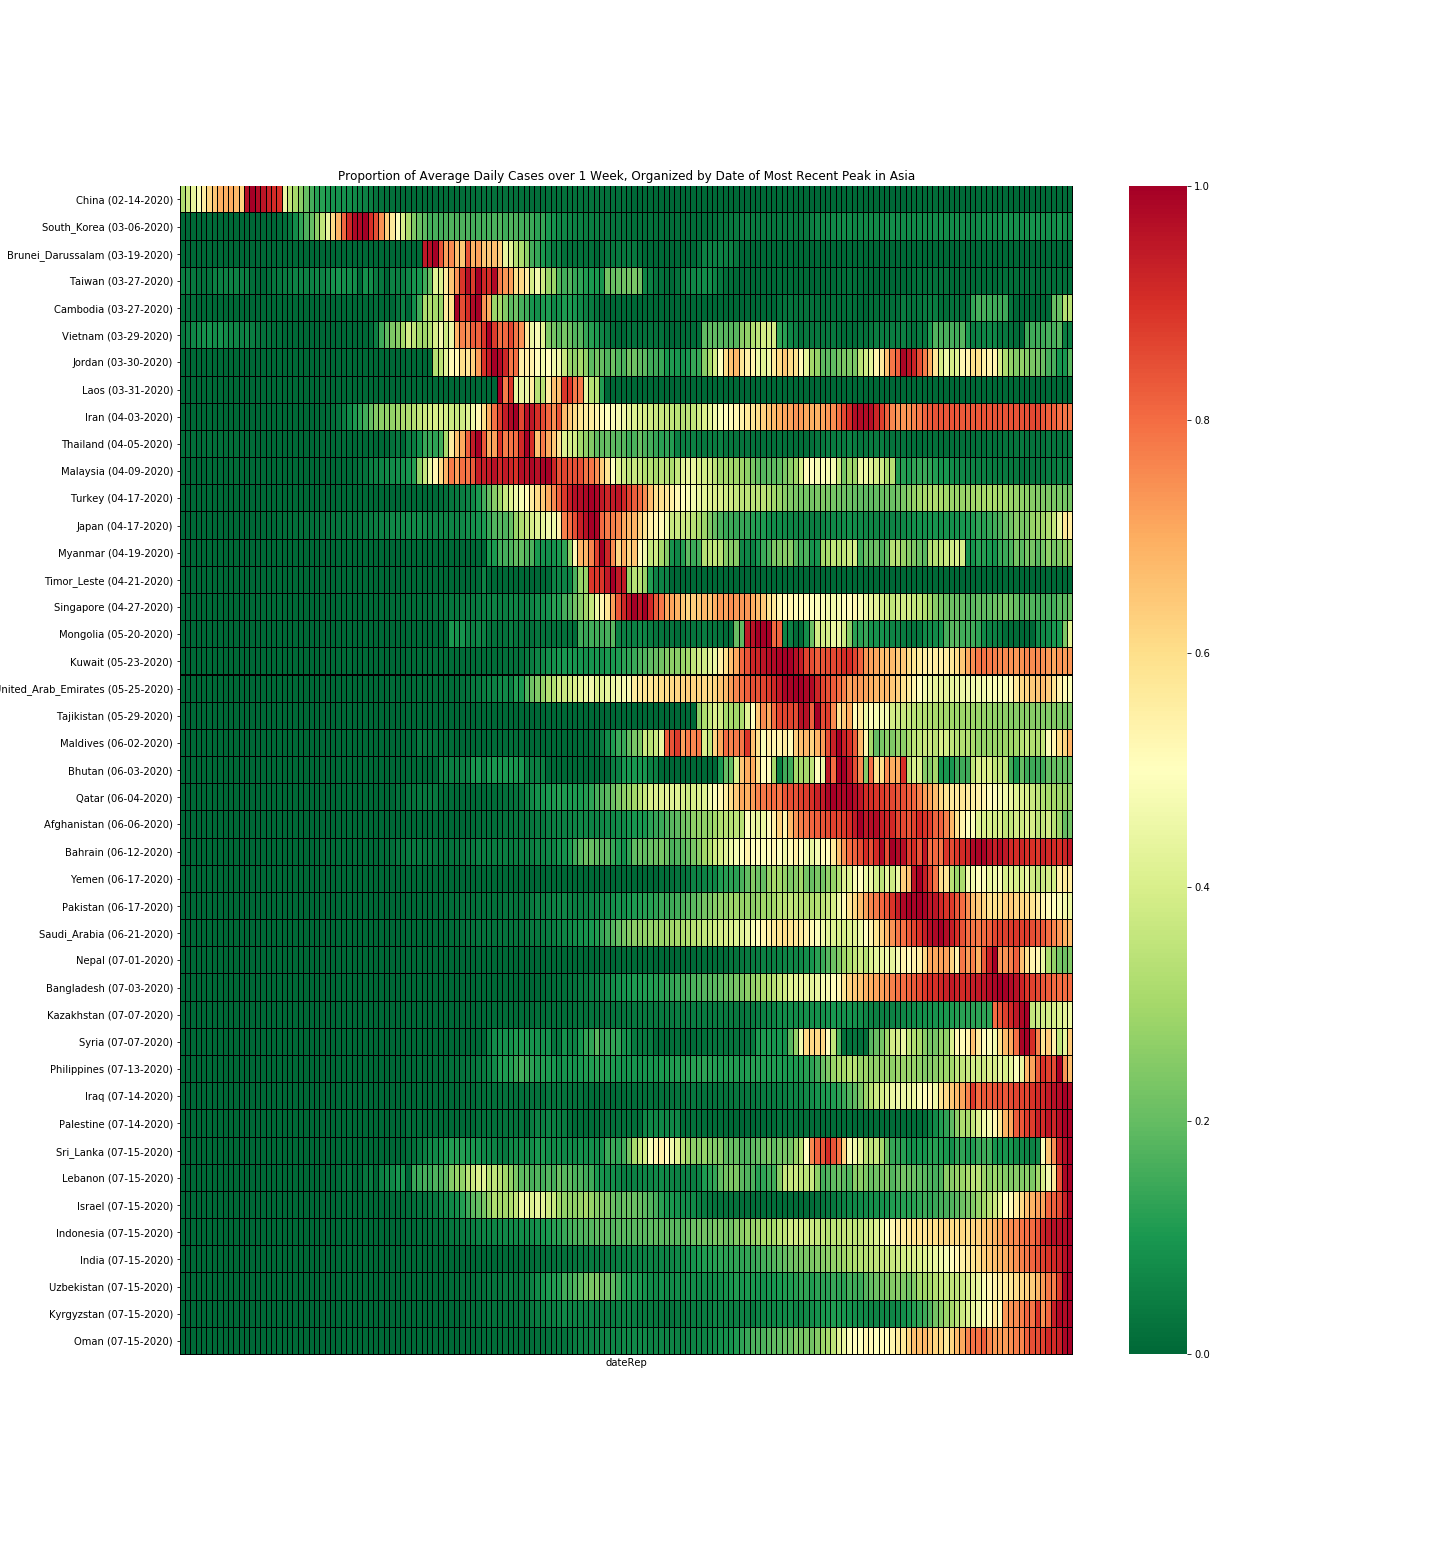 Proportion of Average Daily Cases over 1 Week, Organized by Date of Most Recent Peak in Asia
China (02-14-2020)
South_Korea (03-06-2020)
Brunei_Darussalam (03-19-2020)
Taiwan (03-27-2020)
Cambodia (03-27-2020)
Vietnam (03-29-2020)
Jordan (03-30-2020)
Laos (03-31-2020)
Iran (04-03-2020)
Thailand (04-05-2020)
Malaysia (04-09-2020)
Turkey (04-17-2020)
Japan (04-17-2020)
Myanmar (04-19-2020)
Timor_Leste (04-21-2020)
Singapore (04-27-2020)
Mongolia (05-20-2020)
Kuwait (05-23-2020)
nited_Arab_Emirates (05-25-2020)
Tajikistan (05-29-2020)
Maldives (06-02-2020)
Bhutan (06-03-2020)
Qatar (06-04-2020)
Afghanistan (06-06-2020)
Bahrain (06-12-2020)
Yemen (06-17-2020)
Pakistan (06-17-2020)
Saudi_Arabia (06-21-2020)
Nepal (07-01-2020)
Bangladesh (07-03-2020)
Kazakhstan (07-07-2020)
Syria (07-07-2020)
Philippines (07-13-2020)
Iraq (07-14-2020)
Palestine (07-14-2020)
Sri_Lanka (07-15-2020)
Lebanon (07-15-2020)
Israel (07-15-2020)
Indonesia (07-15-2020)
India (07-15-2020)
Uzbekistan (07-15-2020)
Kyrgyzstan (07-15-2020)
Oman (07-15-2020)
dateRep
1.0
0.8
0.6
0.4
0.2
0.0